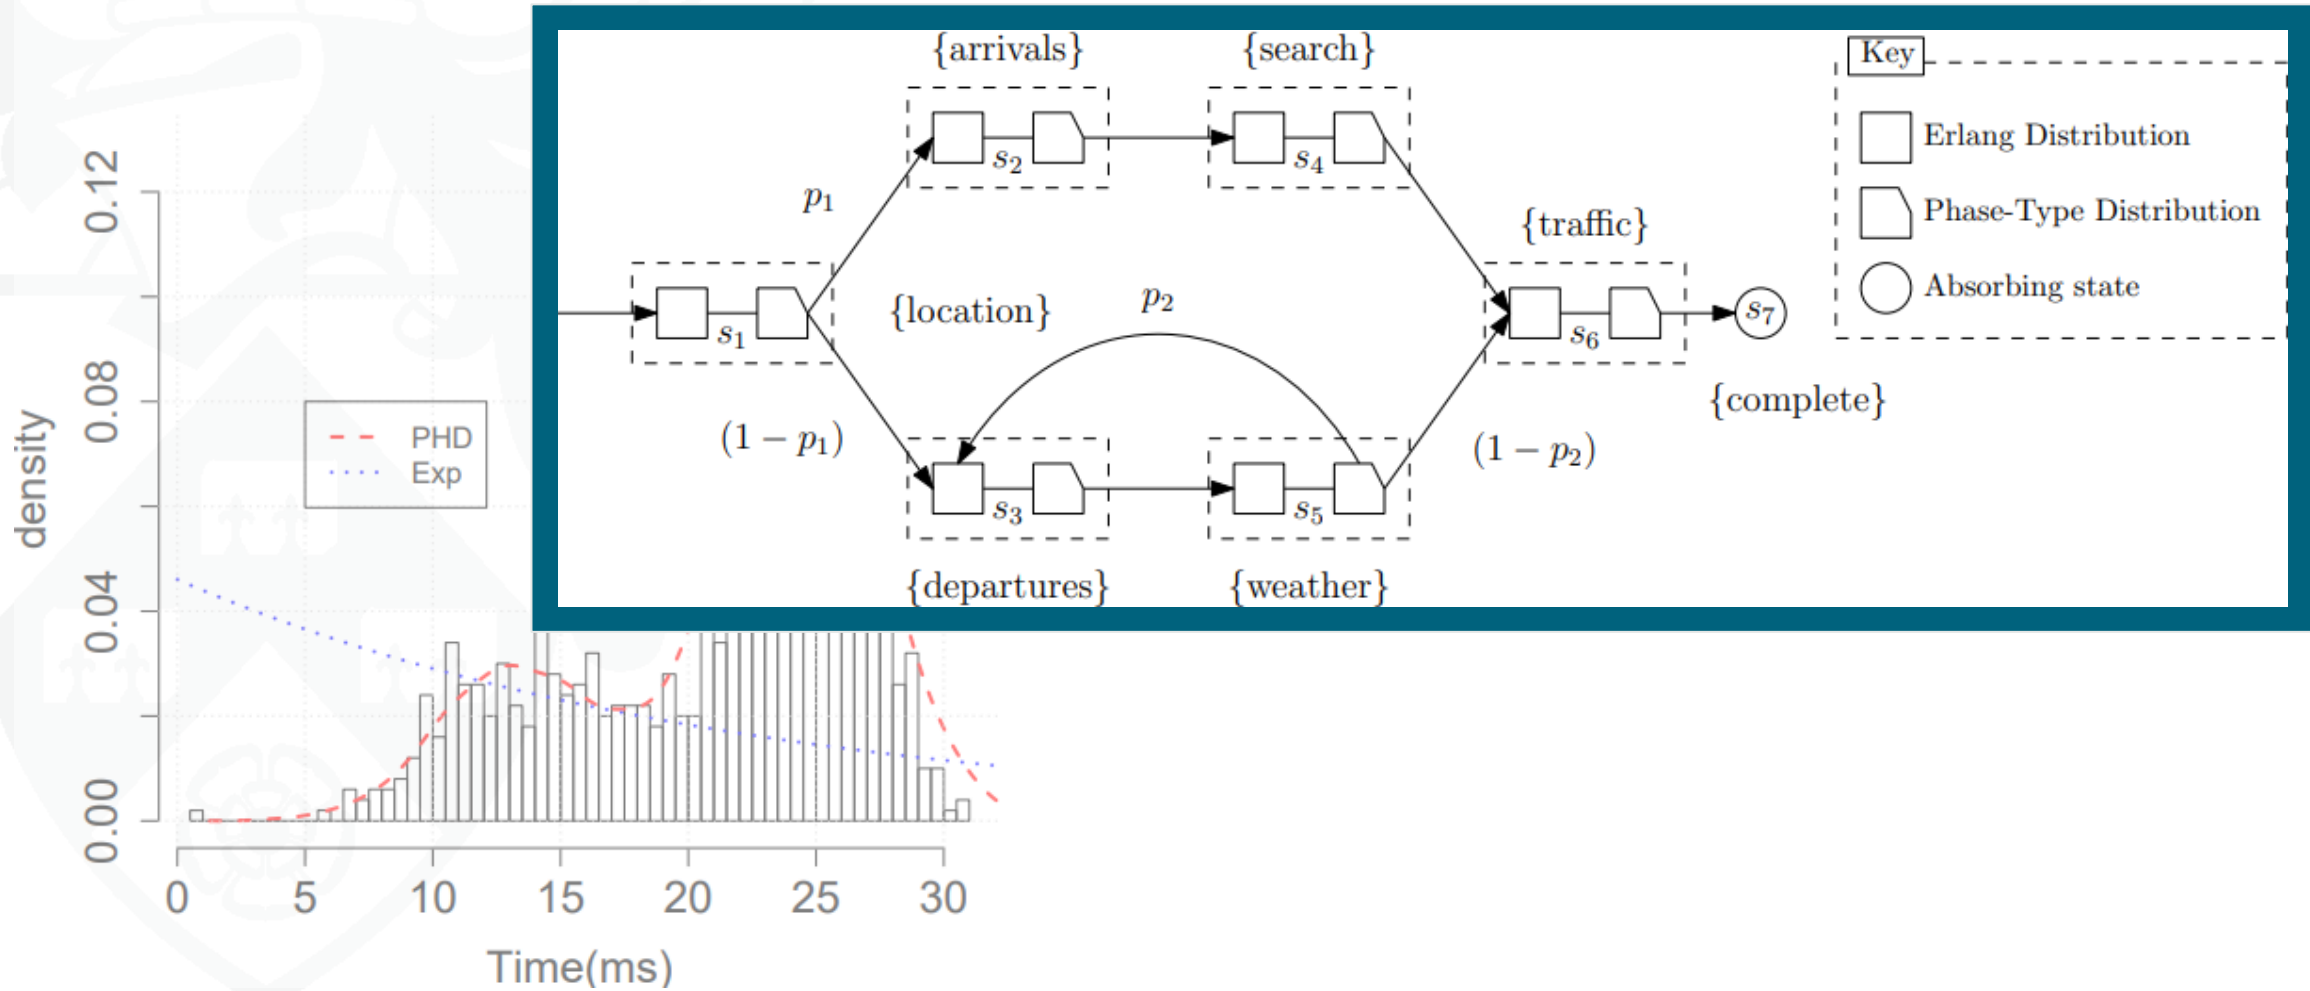 {arrivals}
{search}
Key
Erlang Distribution
s2
s4
p1
Phase-Type Distribution
{traffic}
{location}
p2
Absorbing state
s1
s6
s7
{complete}
(1 − p1)
(1 − p2)
s3
s5
{departures}
{weather}
density
0.12
0.08
0.04
0.00
PHD
Exp
0 5 10 15 20 25 30
Time(ms)